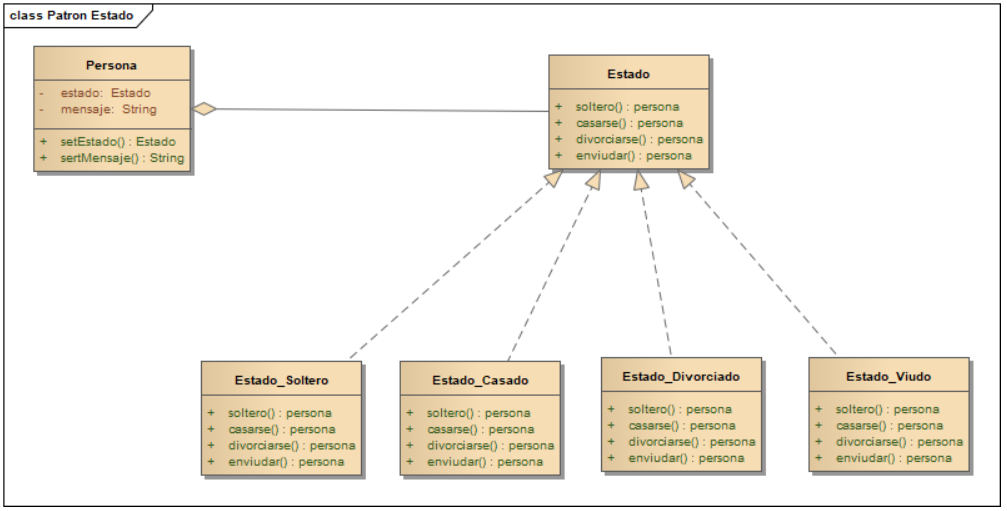 class Patron Estado
Persona
- estado: Estado
- mensaje: String
+ setEstado() : Estado
+ sertMensaje() : String
Estado
+ soltero() : persona
+ casarse() : persona
+ divorciarse() : persona
+ enviudar() : persona
Estado_Soltero
+ soltero() : persona
+ casarse() : persona
+ divorciarse() : persona
+ enviudar() : persona
Estado_Casado
+ soltero() : persona
+ casarse() : persona
+ divorciarse() : persona
+ enviudar() : persona
Estado_Divorciado
+ soltero() : persona
+ casarse() : persona
+ divorciarse() : persona
+ enviudar() : persona
Estado_Viudo
+ soltero() : persona
+ casarse() : persona
+ divorciarse() : persona
+ enviudar() : persona